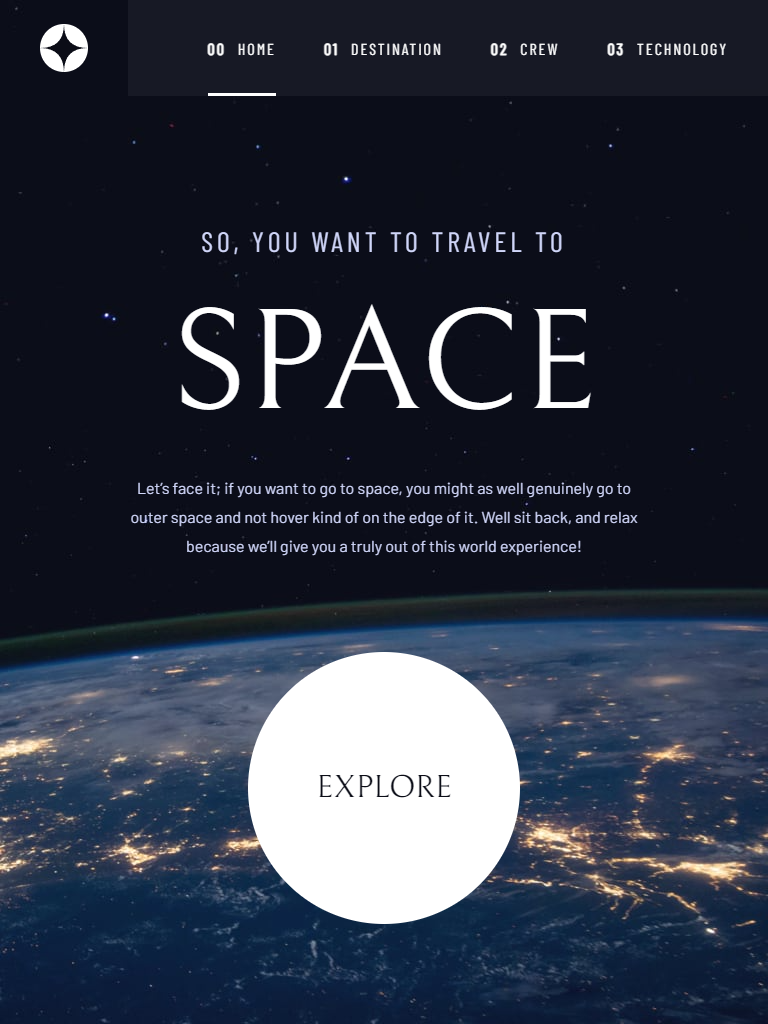 00 HOME 01 DESTINATION 02 CREW 03 TECHNOLOGY
SO, YOU WANT TO TRAVEL TO
SPACE
Let’s face it; if you want to go to space, you might as well genuinely go to
outer space and not hover kind of on the edge of it. Well sit back, and relax
because we’ll give you a truly out of this world experience!
EXPLORE